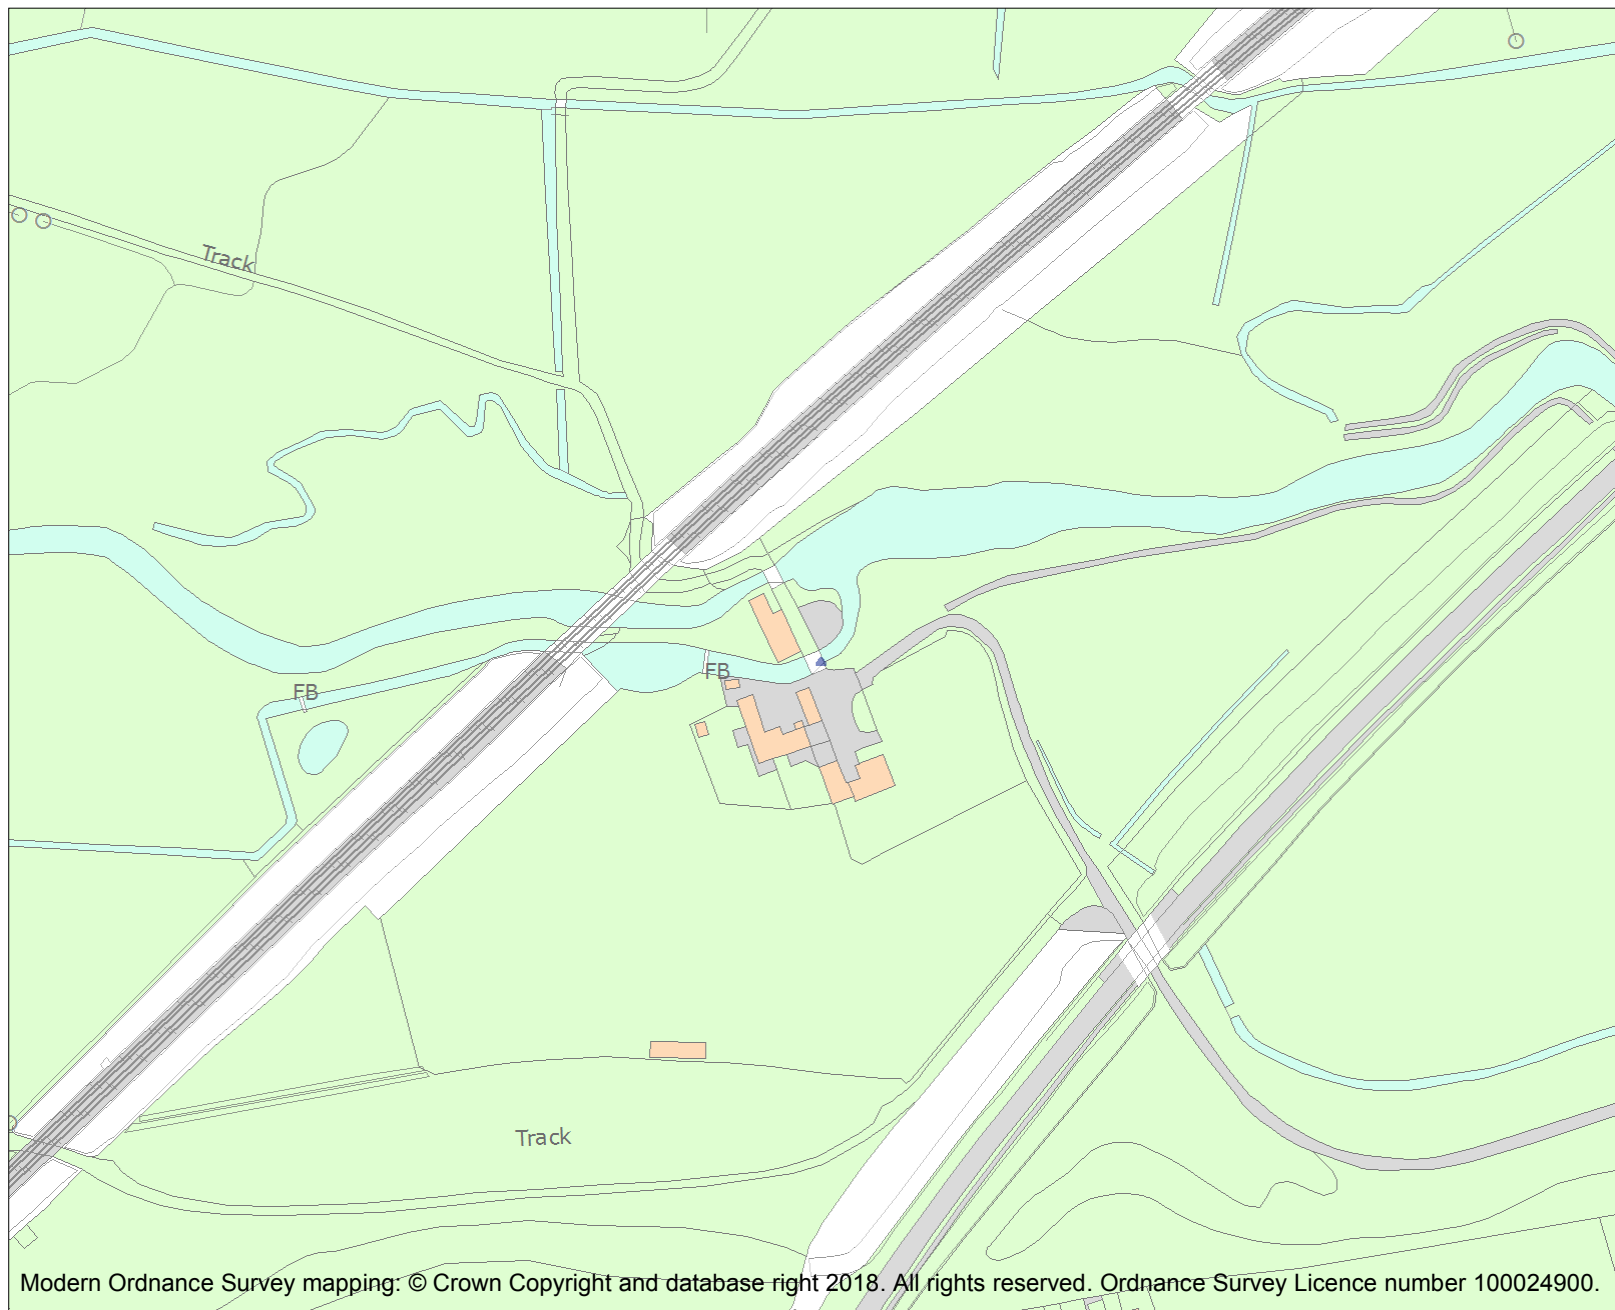 Track
FB
FB
Track
Modern Ordnance Survey mapping: © Crown Copyright and database right 2018. All rights reserved. Ordnance Survey Licence number 100024900.